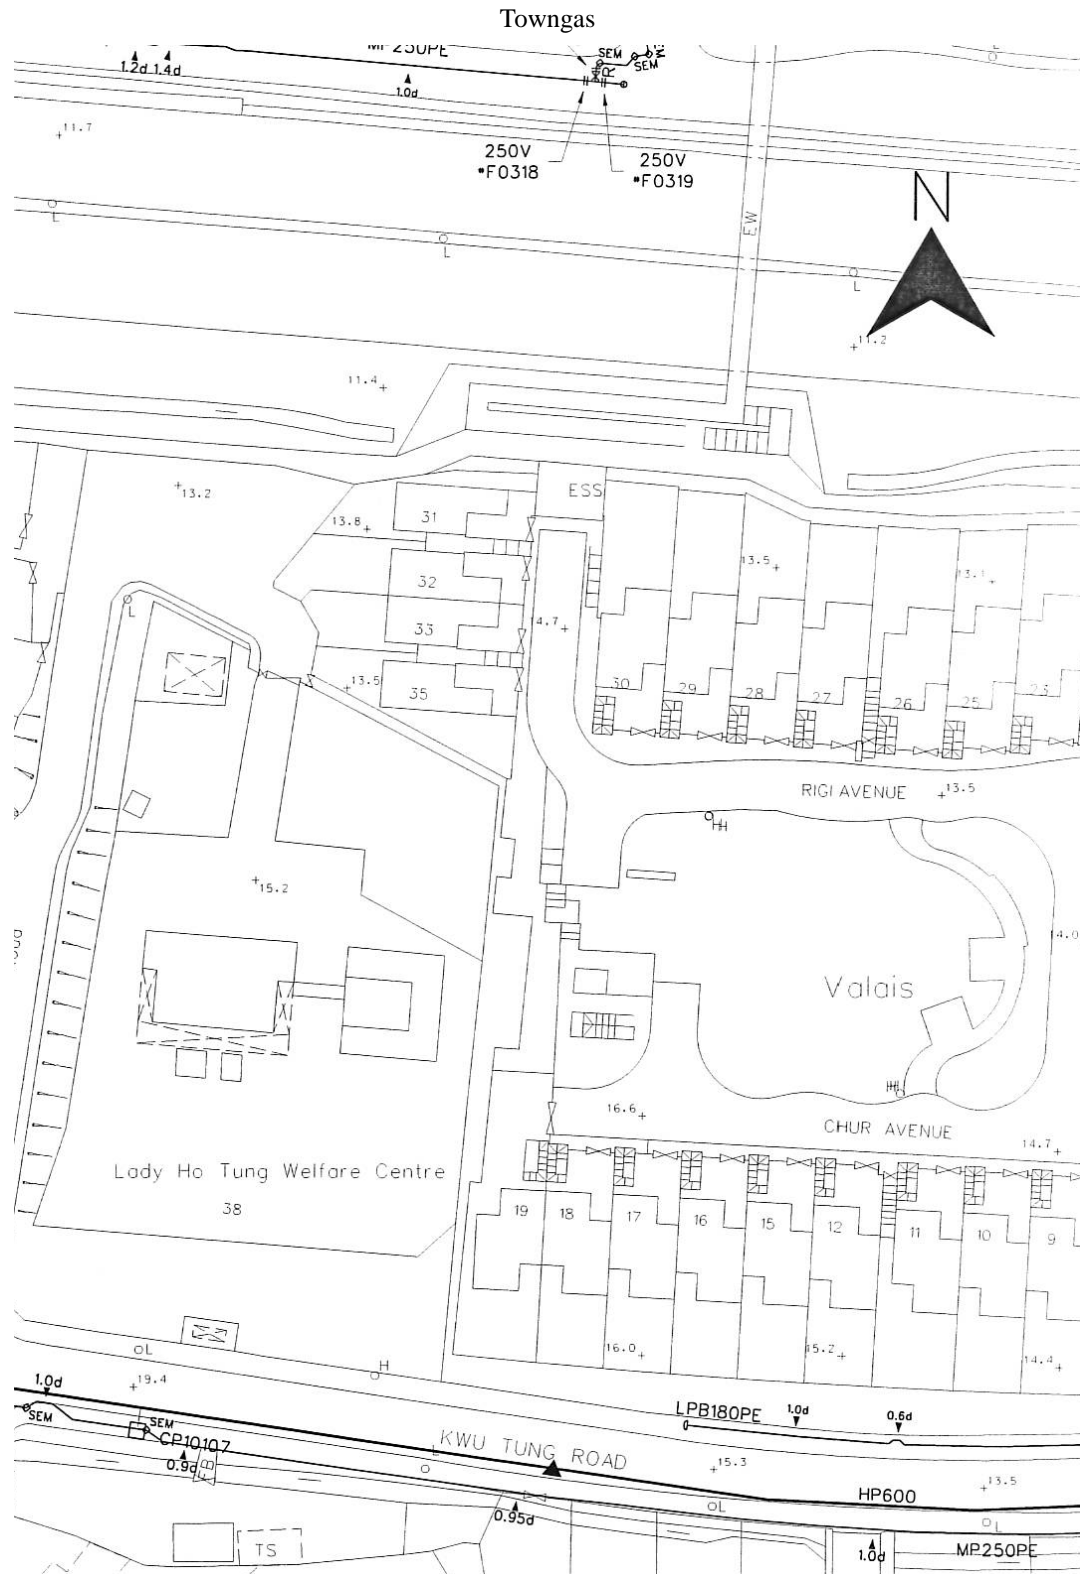 Towngas
MP250PE
SEM
SEM
R
1.2d 1.4d
1.0d
11.7
250V
*F0318
250V
*F0319
N
L
L
EW
L
L
11.2
11.4
13.2
ESS
31
13.8
32
33
35
13.5
14.7
13.5
13.1
30
29
28
27
26
25
23
L
RIGI AVENUE
13.5
H
15.2
14.0
Valais
H
16.6
CHUR AVENUE
14.7
Lady Ho Tung Welfare Centre
38
19
18
17
16
15
12
11
10
9
16.0
15.2
14.4
L
H
1.0d
19.4
SEM
SEM
CP10107
0.9d
FB
L
KWU TUNG ROAD
LPB180PE
1.0d
0.6d
15.3
13.5
HP600
L
L
0.95d
TS
1.0d
MP250PE